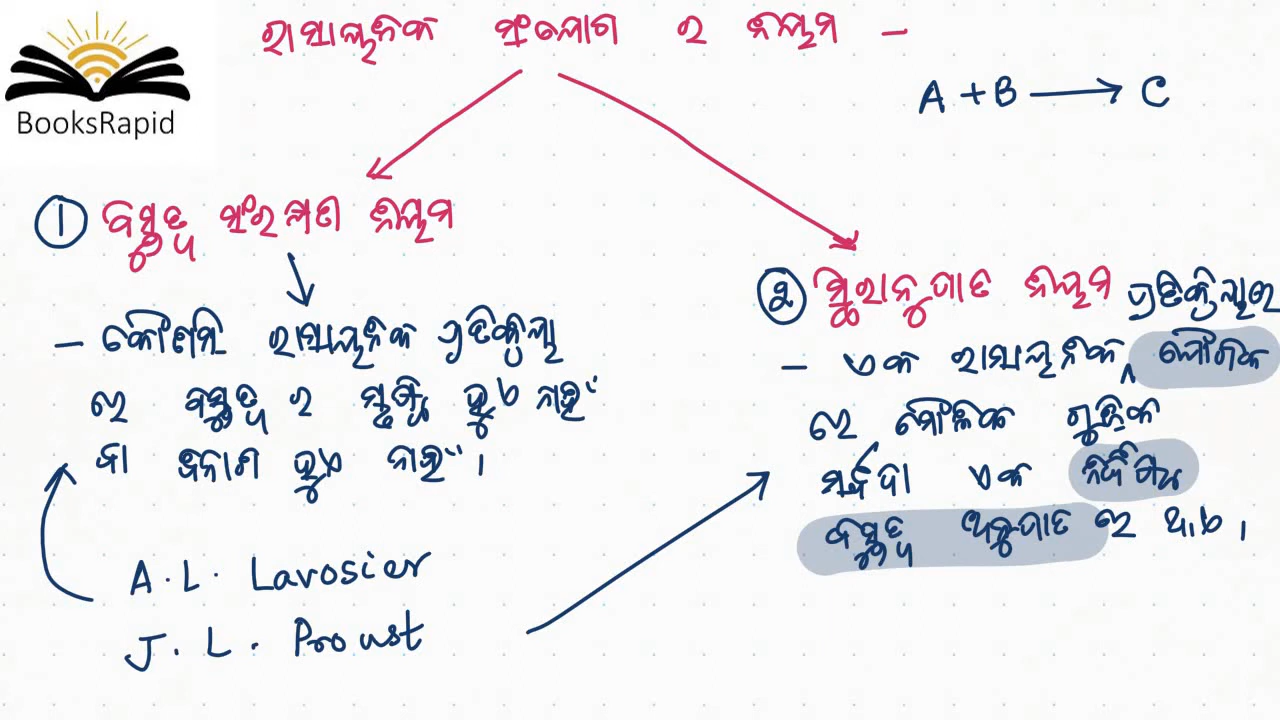 BooksRapid
ରାସାୟନିକ ସଂଯୋଗ ର ନିୟମ –
A + B ⟶ C
① ବସ୍ତୁତ୍ୱ ସଂରକ୍ଷଣ ନିୟମ
– କୌଣସି ରାସାୟନିକ ପ୍ରତିକ୍ରିୟା
ରେ ବସ୍ତୁତ୍ୱ ର ସୃଷ୍ଟି ହୁଏ ନାହିଁ
ବା ବିନାଶ ହୁଏ ନାହିଁ ।
A. L. Lavosier
J. L. Proust
② ସ୍ଥିରାନୁପାତ ନିୟମ
ପ୍ରତିକ୍ରିୟାରେ
– ଏକ ରାସାୟନିକ ଯୌଗିକ
ରେ ମୌଳିକ ଗୁଡ଼ିକ
ସର୍ବଦା ଏକ ନିର୍ଦ୍ଦିଷ୍ଟ
ବସ୍ତୁତ୍ୱ ଅନୁପାତ ରେ ଥାଏ ।